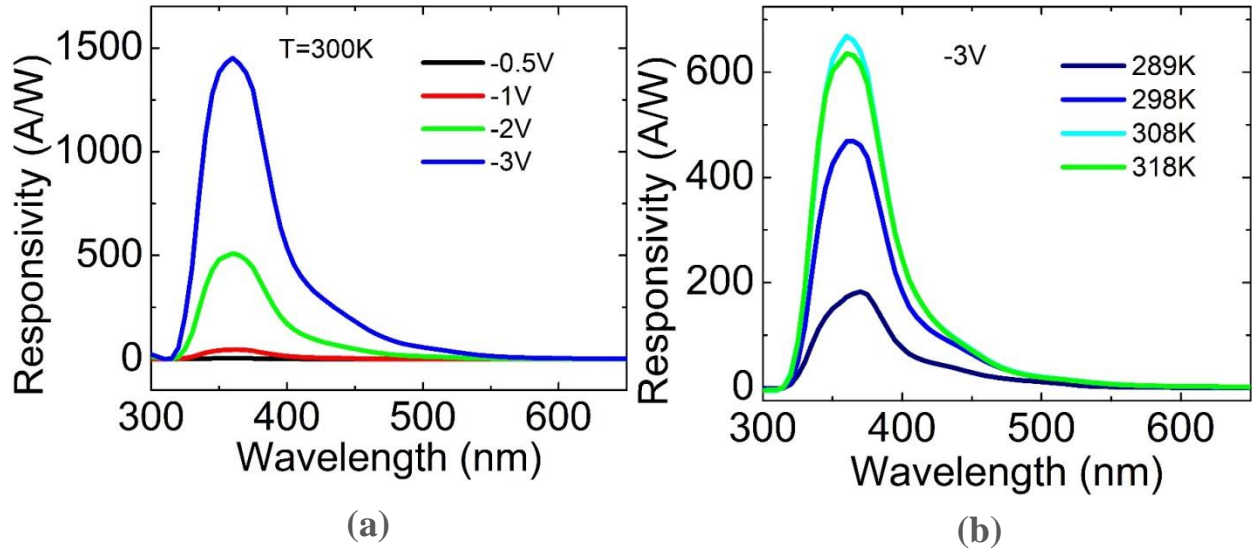 T=300K
-0.5V
-1V
-2V
-3V
1500
1000
500
0
300 400 500 600
Responsivity (A/W)
Wavelength (nm)
(a)
-3V
289K
298K
308K
318K
600
400
200
0
300 400 500 600
Responsivity (A/W)
Wavelength (nm)
(b)